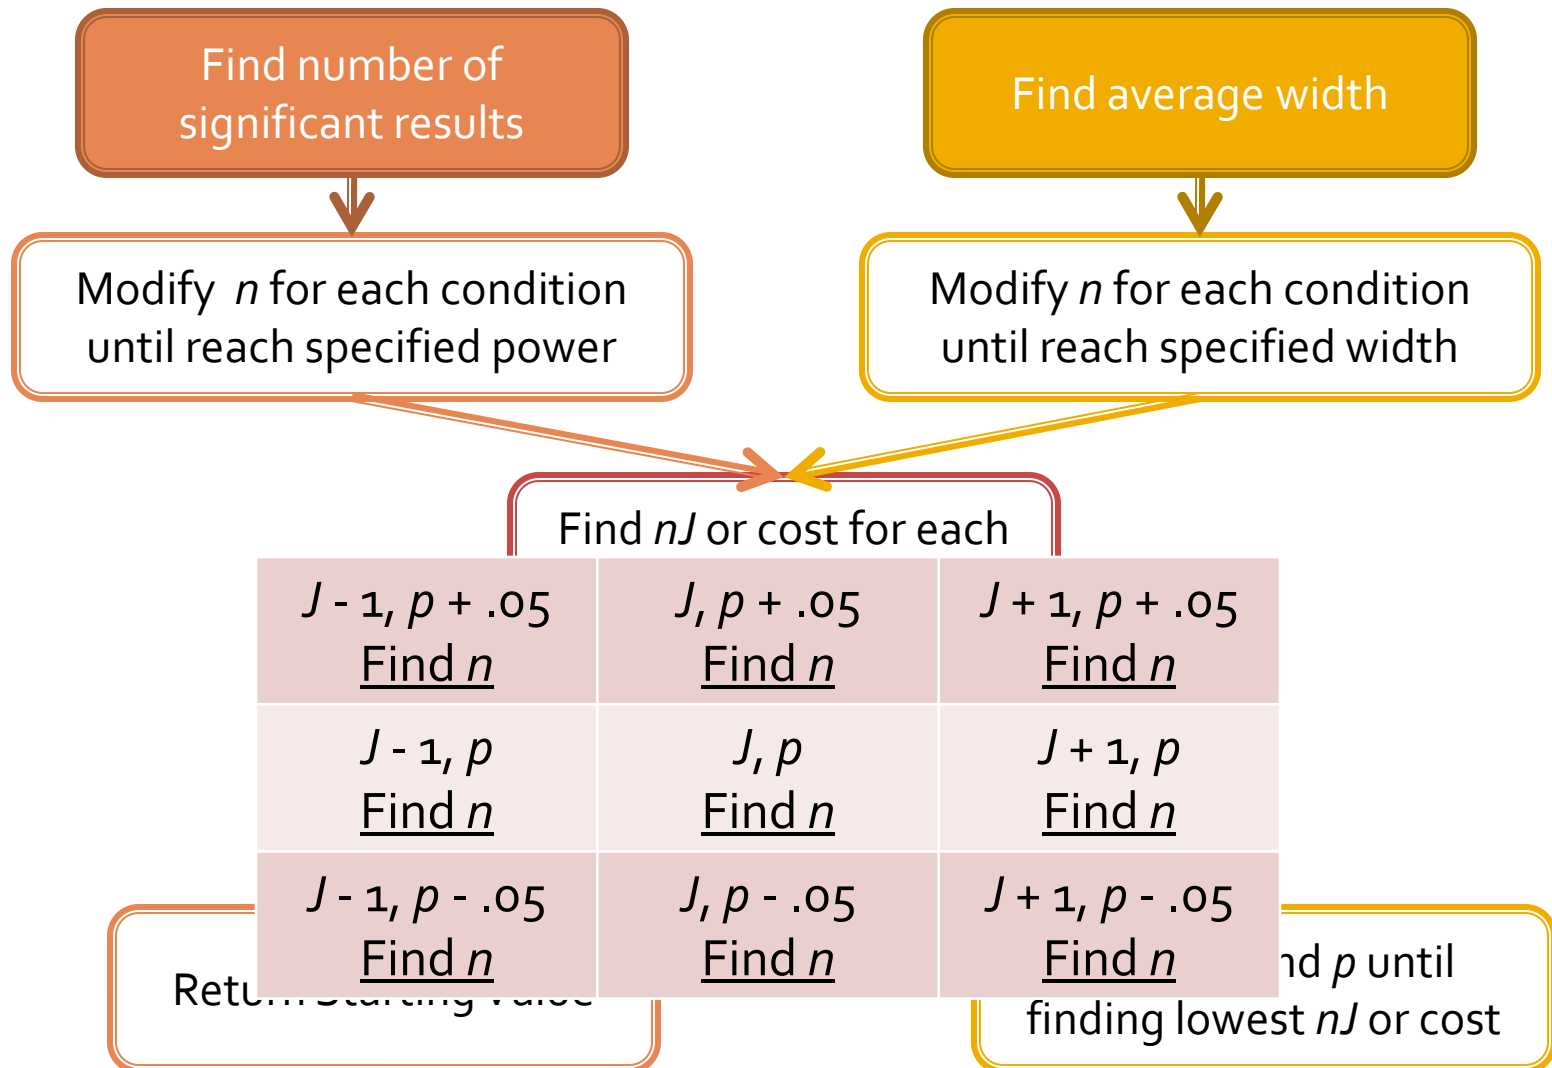 Find number of
significant results
Find average width
Modify n for each condition
until reach specified power
Modify n for each condition
until reach specified width
Find nJ or cost for each
J - 1, p + .05
Find n
J, p + .05
Find n
J + 1, p + .05
Find n
J - 1, p
Find n
J, p
Find n
J + 1, p
Find n
J - 1, p - .05
Find n
J, p - .05
Find n
J + 1, p - .05
Find n
Return Starting value
p until
finding lowest nJ or cost